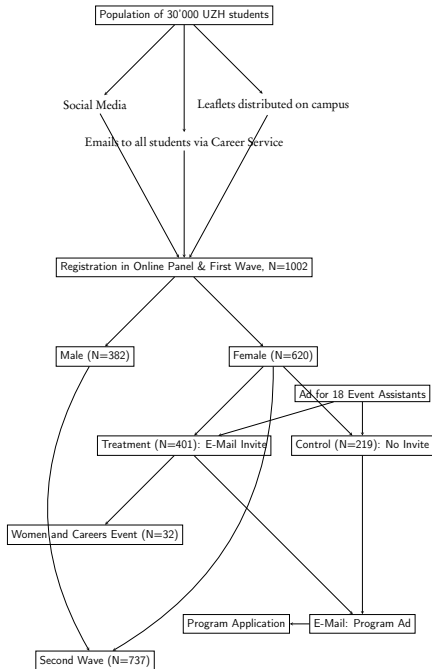 Population of 30'000 UZH students
Social Media
Leaflets distributed on campus
Emails to all students via Career Service
Registration in Online Panel & First Wave, N=1002
Male (N=382)
Female (N=620)
Ad for 18 Event Assistants
Treatment (N=401): E-Mail Invite
Control (N=219): No Invite
Women and Careers Event (N=32)
Program Application
E-Mail: Program Ad
Second Wave (N=737)